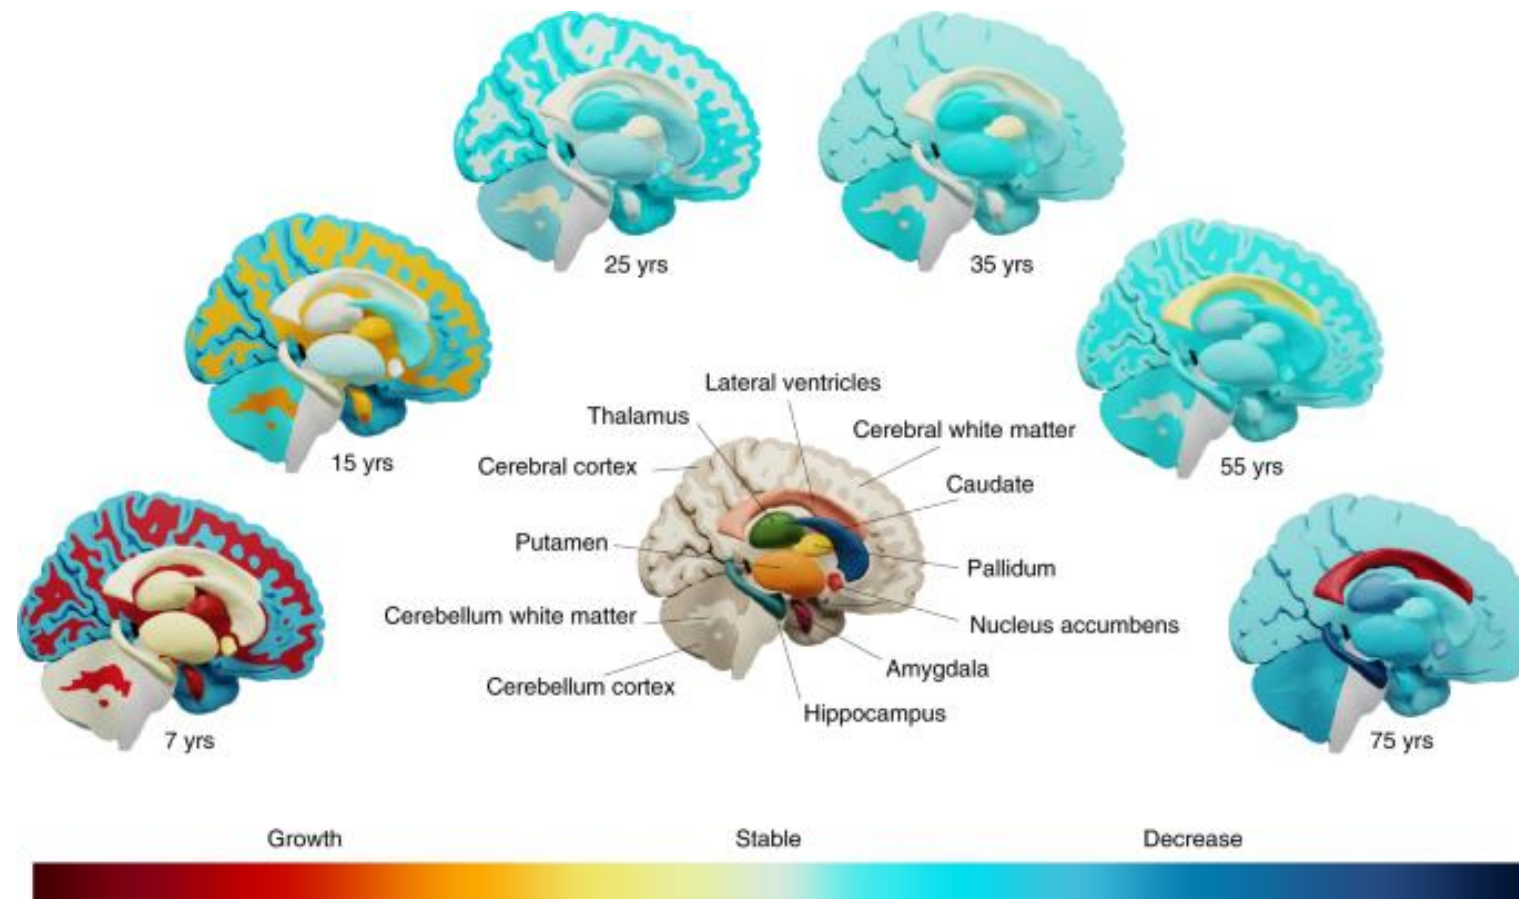 25 yrs
35 yrs
15 yrs
55 yrs
7 yrs
75 yrs
Lateral ventricles
Thalamus
Cerebral white matter
Cerebral cortex
Caudate
Putamen
Pallidum
Cerebellum white matter
Nucleus accumbens
Amygdala
Cerebellum cortex
Hippocampus
Growth
Stable
Decrease